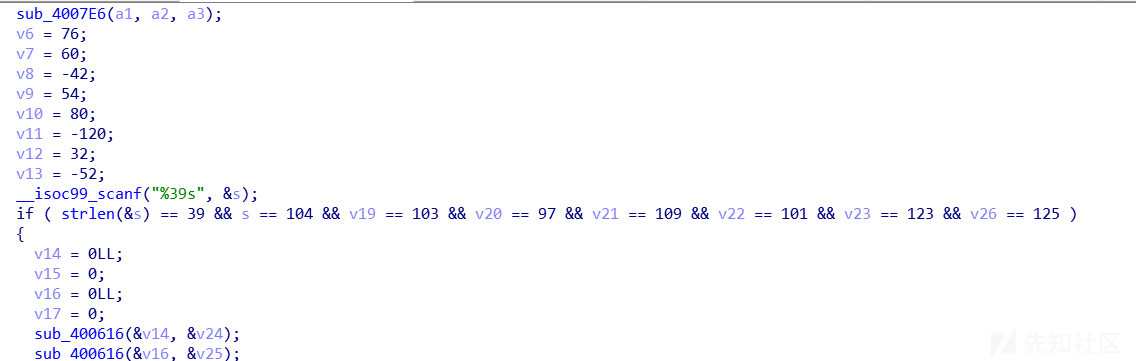 sub_4007E6(a1, a2, a3);
v6 = 76;
v7 = 60;
v8 = -42;
v9 = 54;
v10 = 80;
v11 = -120;
v12 = 32;
v13 = -52;
__isoc99_scanf("%39s", &s);
if ( strlen(&s) == 39 && s == 104 && v19 == 103 && v20 == 97 && v21 == 109 && v22 == 101 && v23 == 123 && v26 == 125 )
{
v14 = 0LL;
v15 = 0;
v16 = 0LL;
v17 = 0;
sub_400616(&v14, &v24);
sub_400616(&v16, &v25);
先知社区